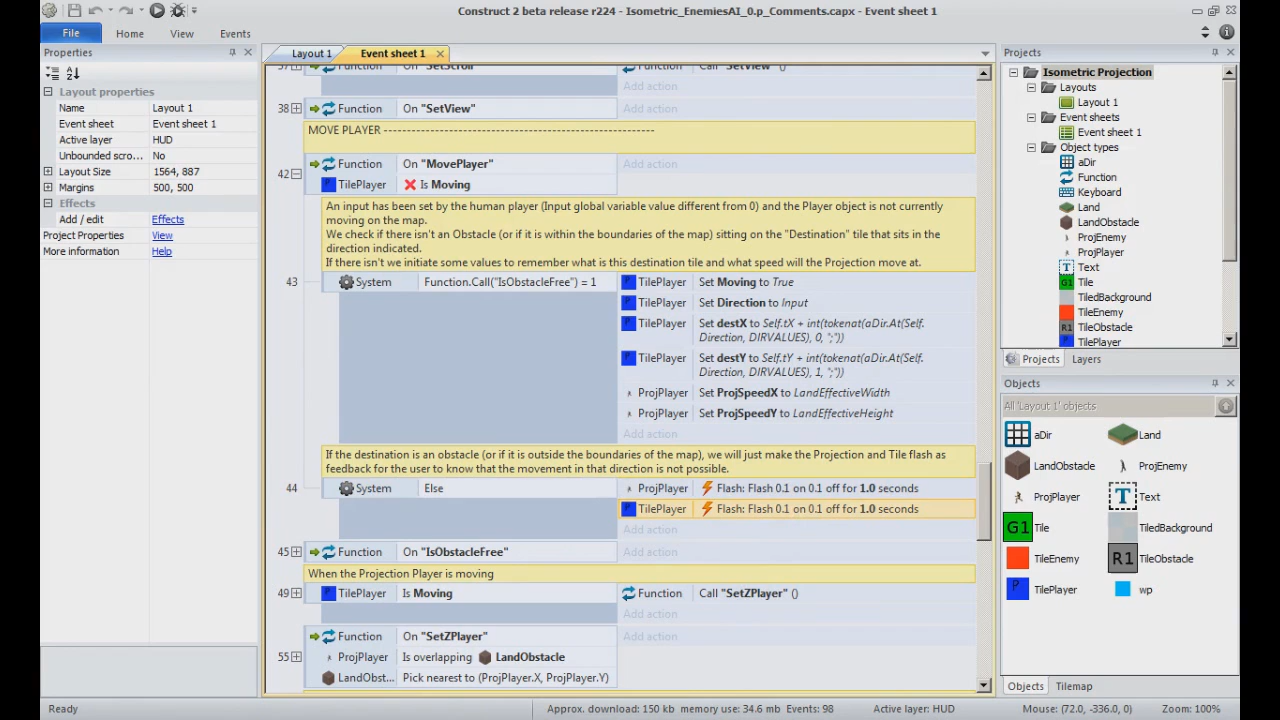 Construct 2 beta release r224 - Isometric_EnemiesAI_0.p_Comments.capx - Event sheet 1
File Home View Events
Properties
Layout properties
Name Layout 1
Event sheet Event sheet 1
Active layer HUD
Unbounded scro... No
Layout Size 1564, 887
Margins 500, 500
Effects
Add / edit Effects
Project Properties View
More information Help
Layout 1 Event sheet 1
37 Function On "SetScroll" Function Call "SetView" ()
Add action
38 Function On "SetView" Add action
MOVE PLAYER ----------------------------------------------------------
42 Function On "MovePlayer" Add action
TilePlayer Is Moving
An input has been set by the human player (Input global variable value different from 0) and the Player object is not currently
moving on the map.
We check if there isn't an Obstacle (or if it is within the boundaries of the map) sitting on the "Destination" tile that sits in the
direction indicated.
If there isn't we initiate some values to remember what is this destination tile and what speed will the Projection move at.
43 System Function.Call("IsObstacleFree") = 1 TilePlayer Set Moving to True
TilePlayer Set Direction to Input
TilePlayer Set destX to Self.tX + int(tokenat(aDir.At(Self.
Direction, DIRVALUES), 0, ";"))
TilePlayer Set destY to Self.tY + int(tokenat(aDir.At(Self.
Direction, DIRVALUES), 1, ";"))
ProjPlayer Set ProjSpeedX to LandEffectiveWidth
ProjPlayer Set ProjSpeedY to LandEffectiveHeight
Add action
If the destination is an obstacle (or if it is outside the boundaries of the map), we will just make the Projection and Tile flash as
feedback for the user to know that the movement in that direction is not possible.
44 System Else ProjPlayer Flash: Flash 0.1 on 0.1 off for 1.0 seconds
TilePlayer Flash: Flash 0.1 on 0.1 off for 1.0 seconds
Add action
45 Function On "IsObstacleFree" Add action
When the Projection Player is moving
49 TilePlayer Is Moving Function Call "SetZPlayer" ()
Add action
Function On "SetZPlayer" Add action
55 ProjPlayer Is overlapping LandObstacle
LandObst... Pick nearest to (ProjPlayer.X, ProjPlayer.Y)
Projects
Isometric Projection
Layouts
Layout 1
Event sheets
Event sheet 1
Object types
aDir
Function
Keyboard
Land
LandObstacle
ProjEnemy
ProjPlayer
Text
Tile
TiledBackground
TileEnemy
TileObstacle
TilePlayer
Projects Layers
Objects
All 'Layout 1' objects
aDir Land
LandObstacle ProjEnemy
ProjPlayer Text
Tile TiledBackground
TileEnemy TileObstacle
TilePlayer wp
Objects Tilemap
Ready Approx. download: 150 kb memory use: 34.6 mb Events: 98 Active layer: HUD Mouse: (72.0, -336.0, 0) Zoom: 100%